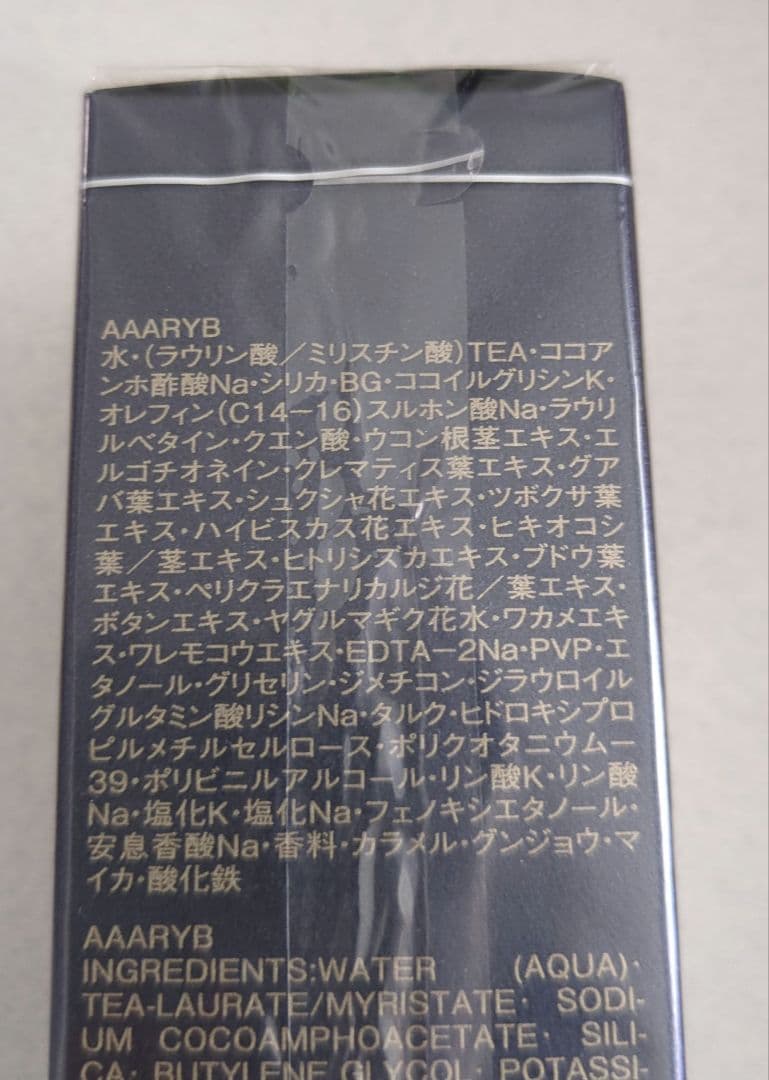 AAARYB
水・(ラウリン酸／ミリスチン酸)TEA・ココア
ンホ酢酸Na・シリカ・BG・ココイルグリシンK・
オレフィン(C14－16)スルホン酸Na・ラウリ
ルベタイン・クエン酸・ウコン根茎エキス・エ
ルゴチオネイン・クレマティス葉エキス・グア
バ葉エキス・シュクシャ花エキス・ツボクサ葉
エキス・ハイビスカス花エキス・ヒキオコシ
葉／茎エキス・ヒトリシズカエキス・ブドウ葉
エキス・ペリクラエナリカルジ花／葉エキス・
ボタンエキス・ヤグルマギク花水・ワカメエキ
ス・ワレモコウエキス・EDTA－2Na・PVP・エ
タノール・グリセリン・ジメチコン・ジラウロイル
グルタミン酸リシンNa・タルク・ヒドロキシプロ
ピルメチルセルロース・ポリクオタニウムー
39・ポリビニルアルコール・リン酸K・リン酸
Na・塩化K・塩化Na・フェノキシエタノール・
安息香酸Na・香料・カラメル・グンジョウ・マ
イカ・酸化鉄
AAARYB
INGREDIENTS:WATER (AQUA)・
TEA-LAURATE/MYRISTATE・ SODI-
UM COCOAMPHOACETATE・ SILI-
CA・ BUTYLENE GLYCOL・ POTASSI-